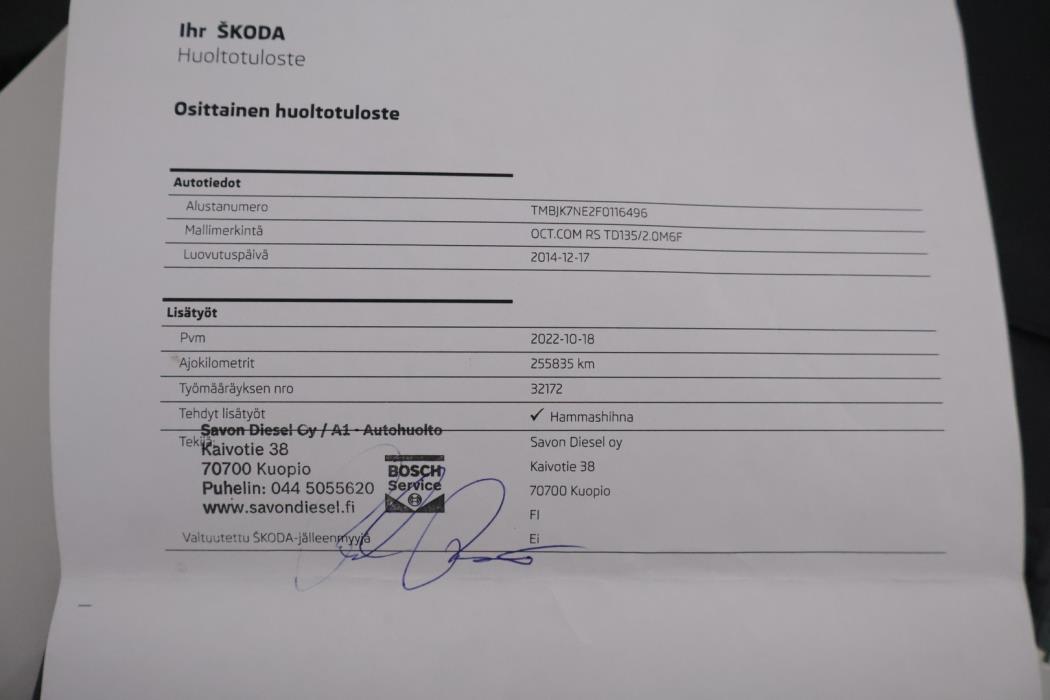 Ihr ŠKODA
Huoltotuloste
Osittainen huoltotuloste
Autotiedot
Alustanumero TMBJK7NE2F0116496
Mallimerkintä OCT.COM RS TD135/2.0M6F
Luovutuspäivä 2014-12-17
Lisätyöt
Pvm 2022-10-18
Ajokilometrit 255835 km
Työmääräyksen nro 32172
Tehdyt lisätyöt ✓ Hammashihna
Savon Diesel Oy / A1 - Autohuolto
Tekijä: Savon Diesel oy
Kaivotie 38
Kaivotie 38
70700 Kuopio
70700 Kuopio
Puhelin: 044 5055620
www.savondiesel.fi
BOSCH
Service
FI
Valtuutettu ŠKODA-jälleenmyyjä Ei